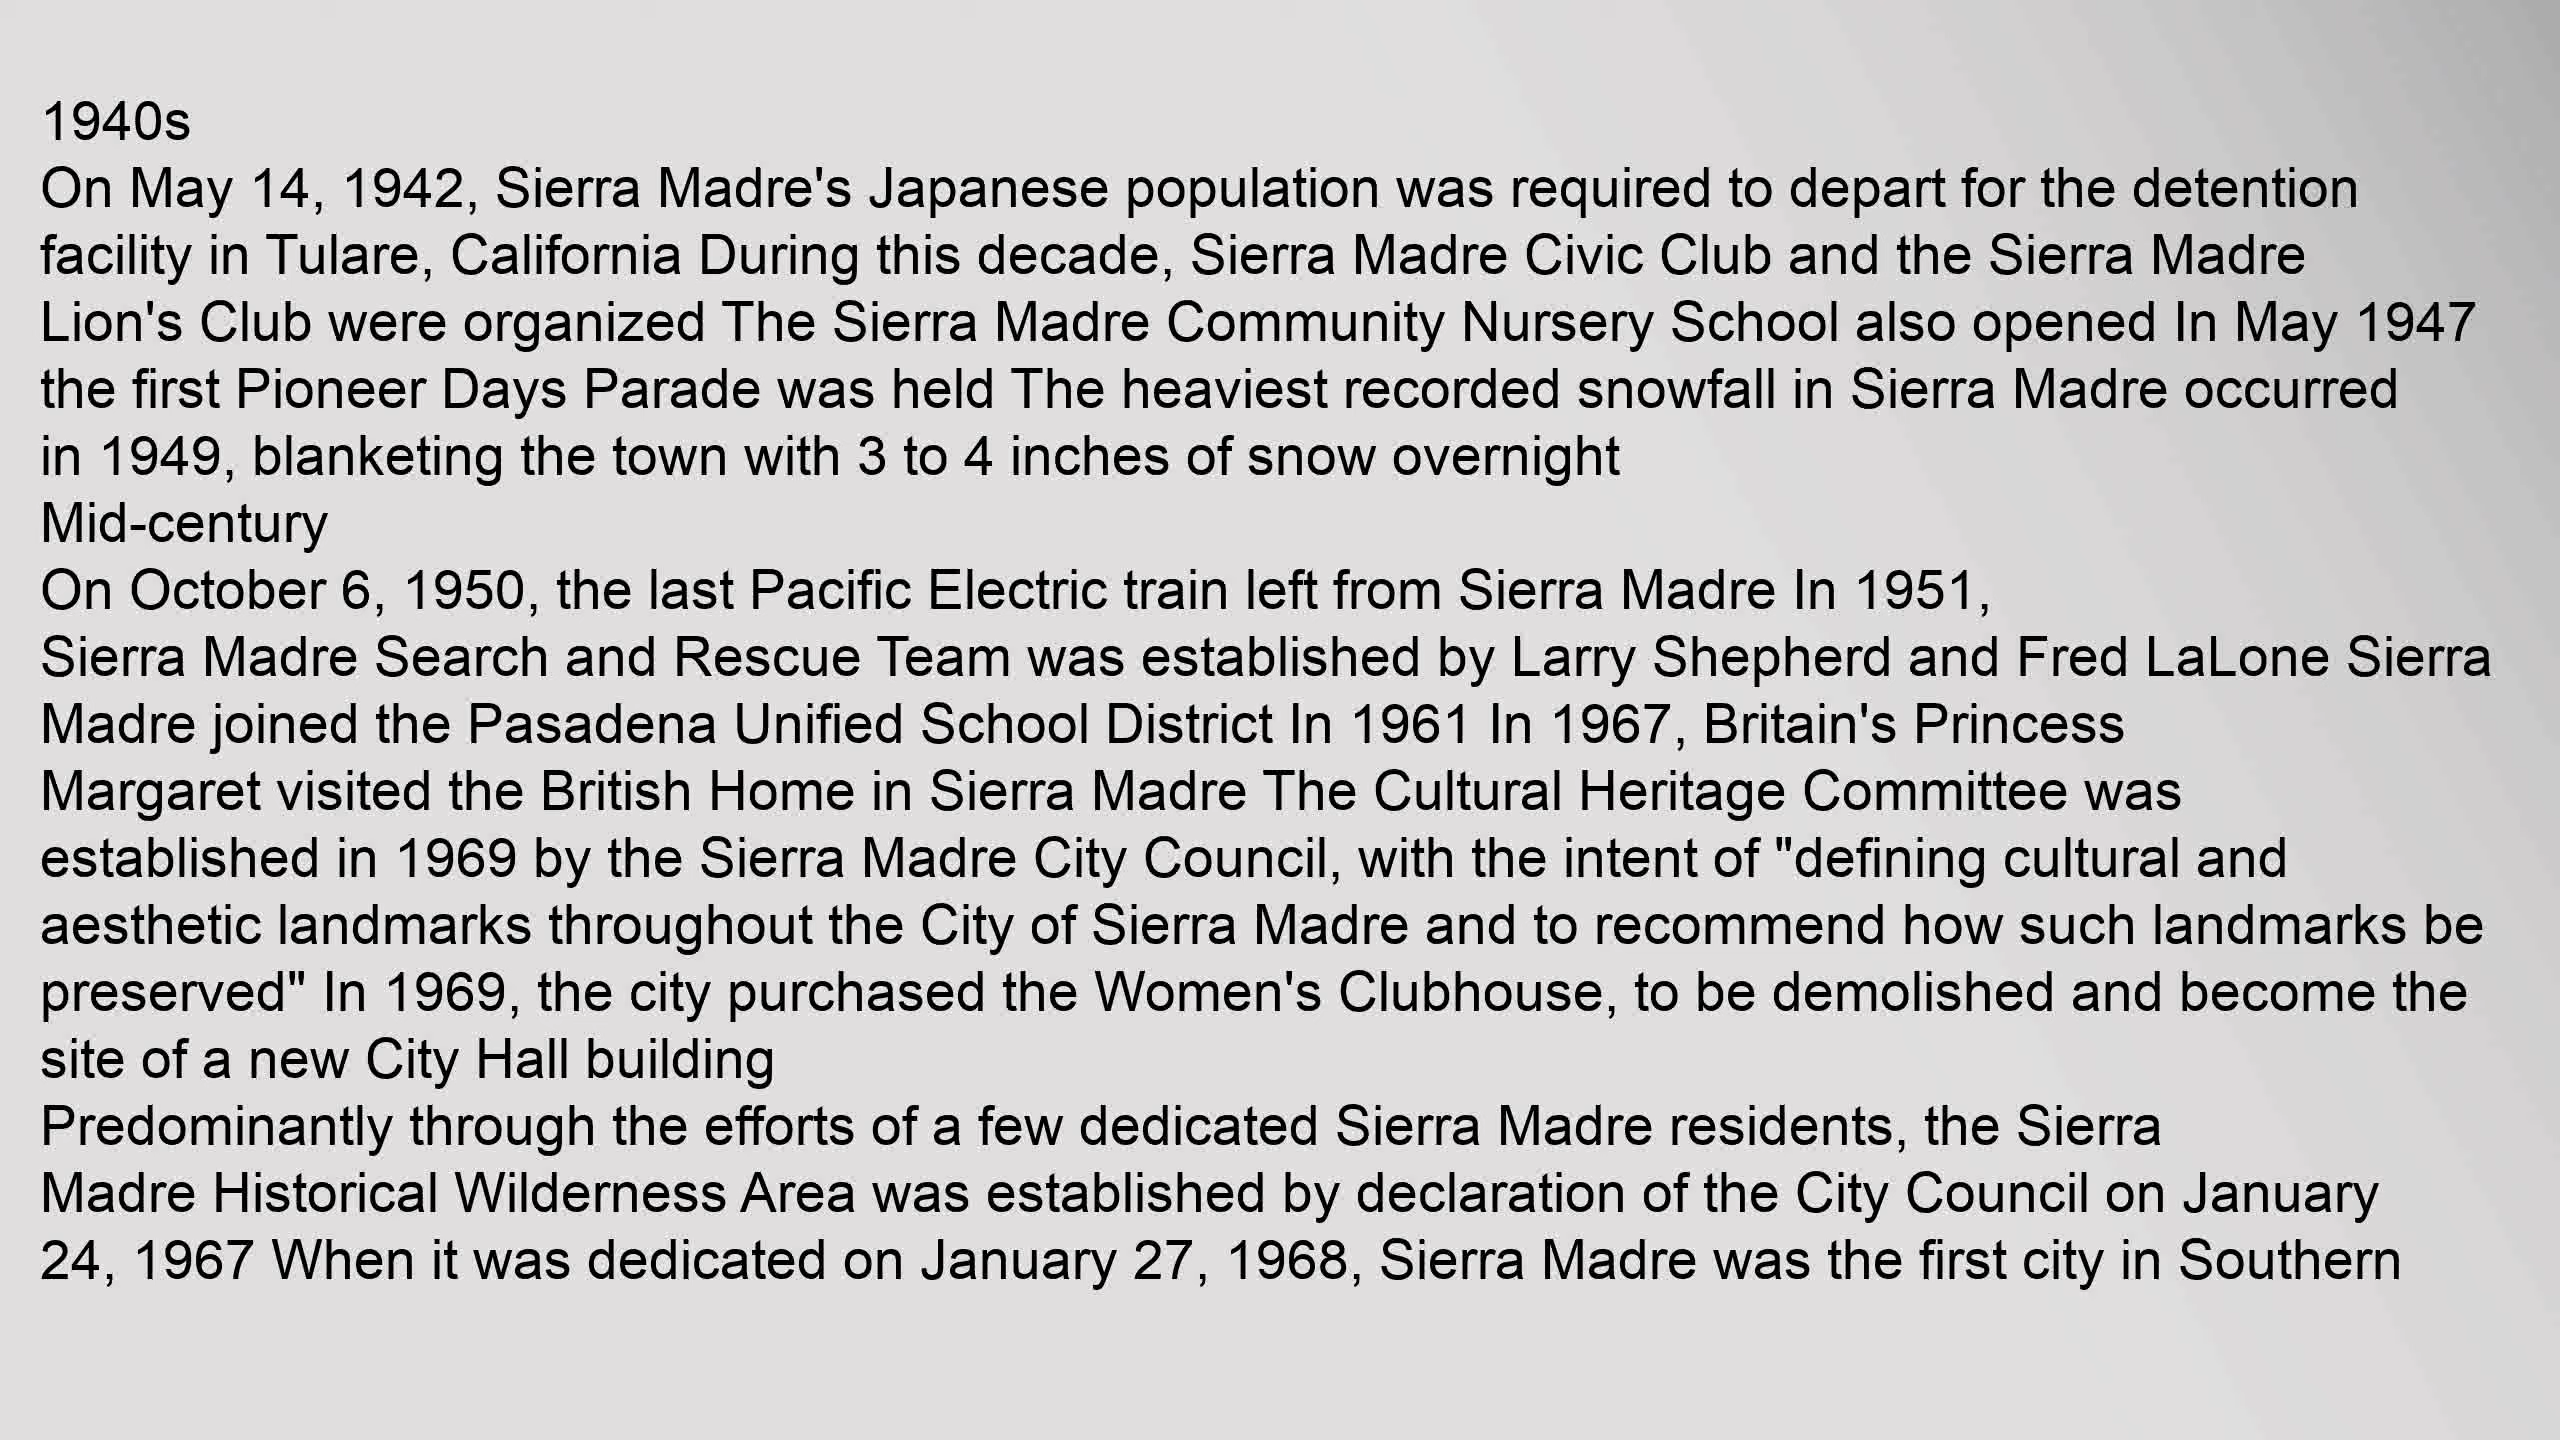 1940s
On May 14, 1942, Sierra Madre's Japanese population was required to depart for the detention
facility in Tulare, California During this decade, Sierra Madre Civic Club and the Sierra Madre
Lion's Club were organized The Sierra Madre Community Nursery School also opened In May 1947
the first Pioneer Days Parade was held The heaviest recorded snowfall in Sierra Madre occurred
in 1949, blanketing the town with 3 to 4 inches of snow overnight
Mid-century
On October 6, 1950, the last Pacific Electric train left from Sierra Madre In 1951,
Sierra Madre Search and Rescue Team was established by Larry Shepherd and Fred LaLone Sierra
Madre joined the Pasadena Unified School District In 1961 In 1967, Britain's Princess
Margaret visited the British Home in Sierra Madre The Cultural Heritage Committee was
established in 1969 by the Sierra Madre City Council, with the intent of "defining cultural and
aesthetic landmarks throughout the City of Sierra Madre and to recommend how such landmarks be
preserved" In 1969, the city purchased the Women's Clubhouse, to be demolished and become the
site of a new City Hall building
Predominantly through the efforts of a few dedicated Sierra Madre residents, the Sierra
Madre Historical Wilderness Area was established by declaration of the City Council on January
24, 1967 When it was dedicated on January 27, 1968, Sierra Madre was the first city in Southern